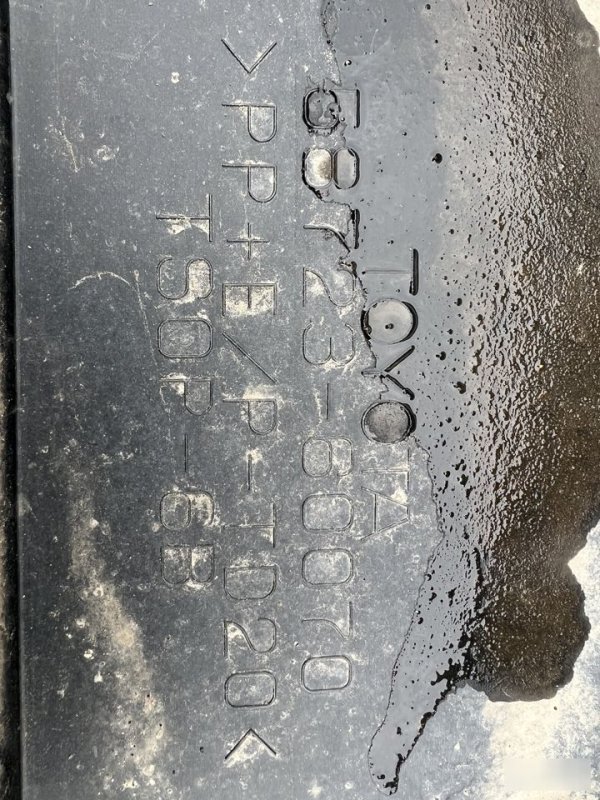 TOYOTA
58723-60070
>PP+E/P-TD20<
TSOP-6B